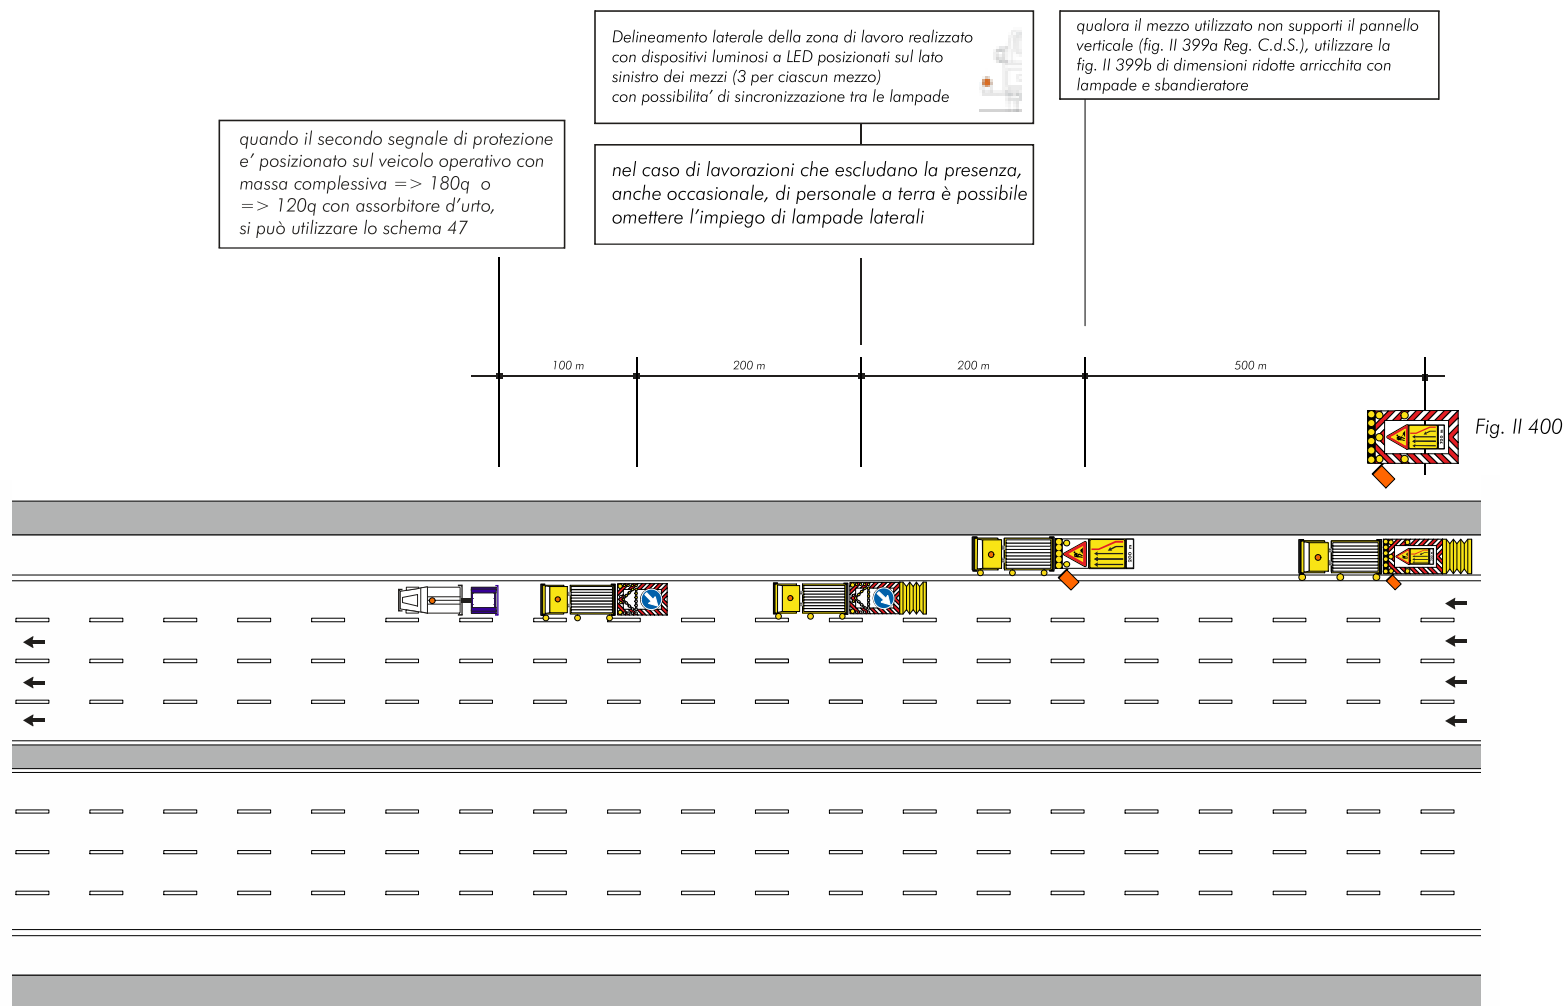 Delineamento laterale della zona di lavoro realizzato
con dispositivi luminosi a LED posizionati sul lato
sinistro dei mezzi (3 per ciascun mezzo)
con possibilita' di sincronizzazione tra le lampade
qualora il mezzo utilizzato non supporti il pannello
verticale (fig. II 399a Reg. C.d.S.), utilizzare la
fig. II 399b di dimensioni ridotte arricchita con
lampade e sbandieratore
quando il secondo segnale di protezione
e' posizionato sul veicolo operativo con
massa complessiva => 180q o
=> 120q con assorbitore d'urto,
si può utilizzare lo schema 47
nel caso di lavorazioni che escludano la presenza,
anche occasionale, di personale a terra è possibile
omettere l'impiego di lampade laterali
100 m
200 m
200 m
500 m
Fig. II 400